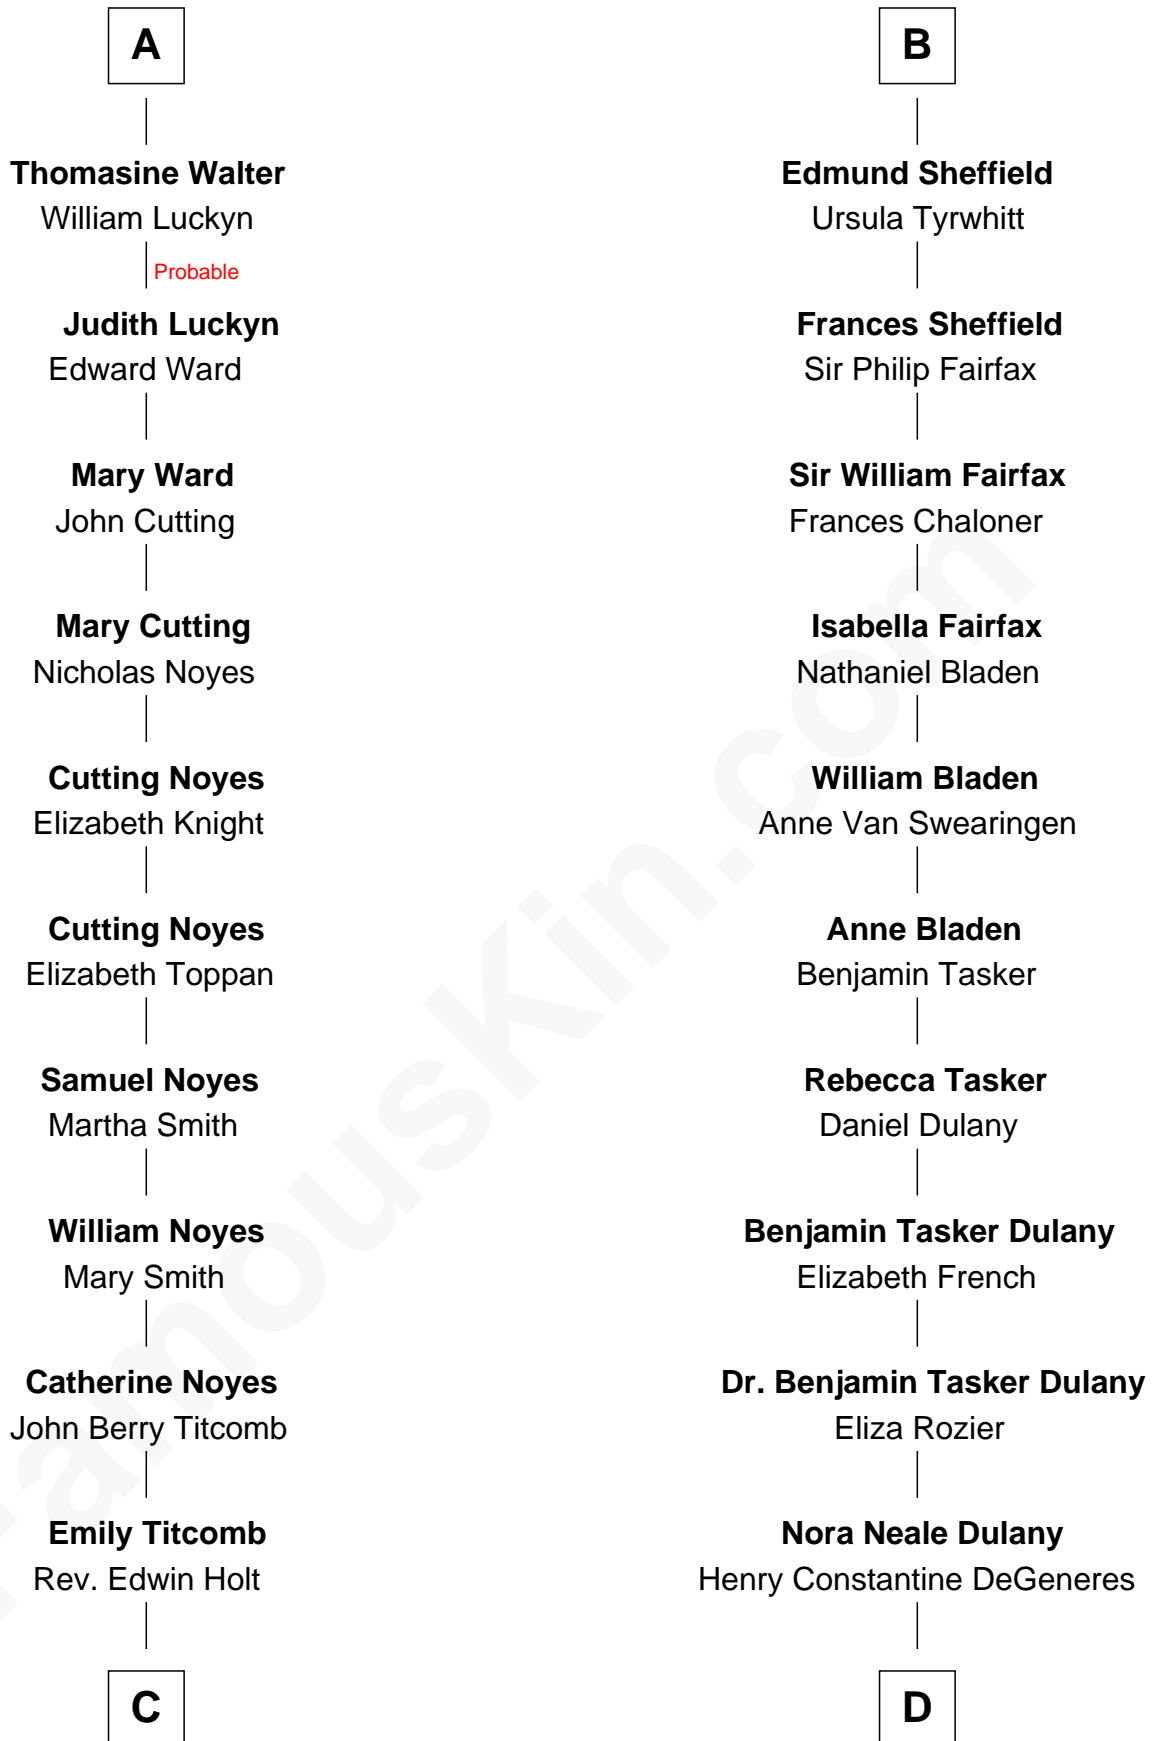 A
Thomasine Walter
William Luckyn
Probable
Judith Luckyn
Edward Ward
Mary Ward
John Cutting
Mary Cutting
Nicholas Noyes
Cutting Noyes
Elizabeth Knight
Cutting Noyes
Elizabeth Toppan
Samuel Noyes
Martha Smith
William Noyes
Mary Smith
Catherine Noyes
John Berry Titcomb
Emily Titcomb
Rev. Edwin Holt
C
B
Edmund Sheffield
Ursula Tyrwhitt
Frances Sheffield
Sir Philip Fairfax
Sir William Fairfax
Frances Chaloner
Isabella Fairfax
Nathaniel Bladen
William Bladen
Anne Van Swearingen
Anne Bladen
Benjamin Tasker
Rebecca Tasker
Daniel Dulany
Benjamin Tasker Dulany
Elizabeth French
Dr. Benjamin Tasker Dulany
Eliza Rozier
Nora Neale Dulany
Henry Constantine DeGeneres
D
FamousKin.com